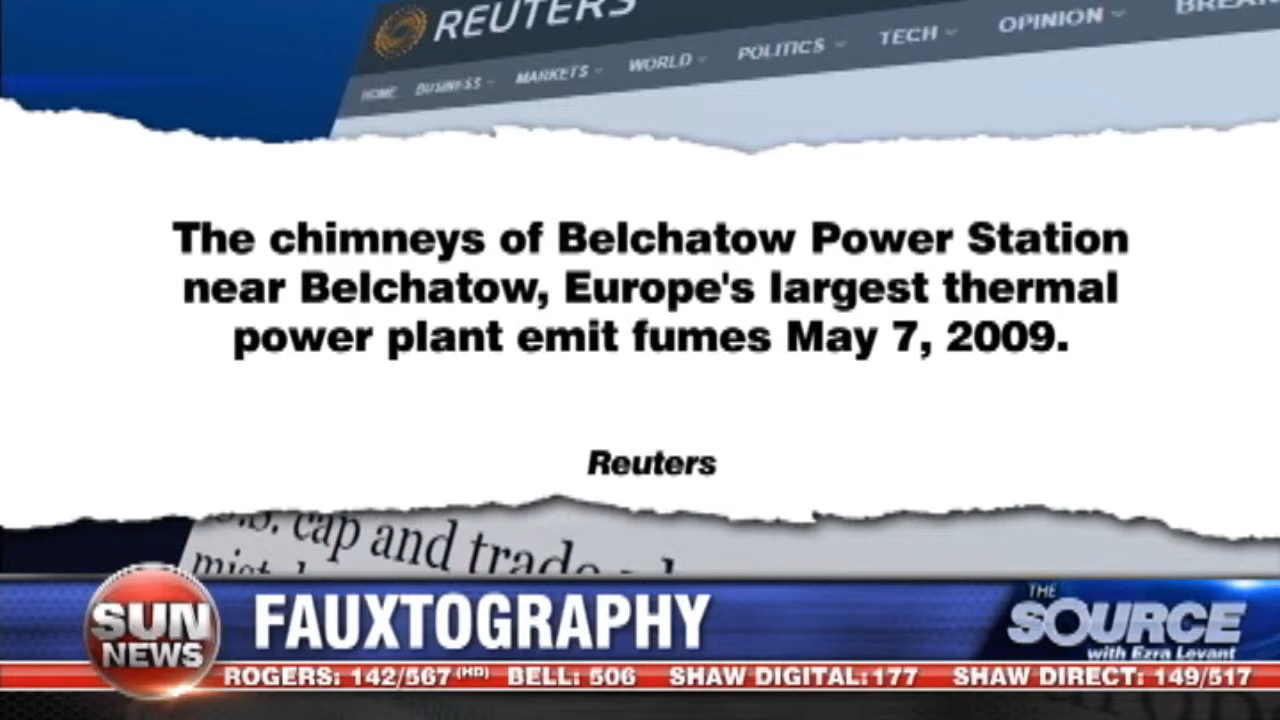 REUTERS
HOME BUSINESS MARKETS WORLD POLITICS TECH OPINION
The chimneys of Belchatow Power Station
near Belchatow, Europe's largest thermal
power plant emit fumes May 7, 2009.
Reuters
cap and trade
SUN
NEWS
FAUXTOGRAPHY
THE
SOURCE
with Ezra Levant
ROGERS: 142/567 (HD) BELL: 506 SHAW DIGITAL:177 SHAW DIRECT: 149/517